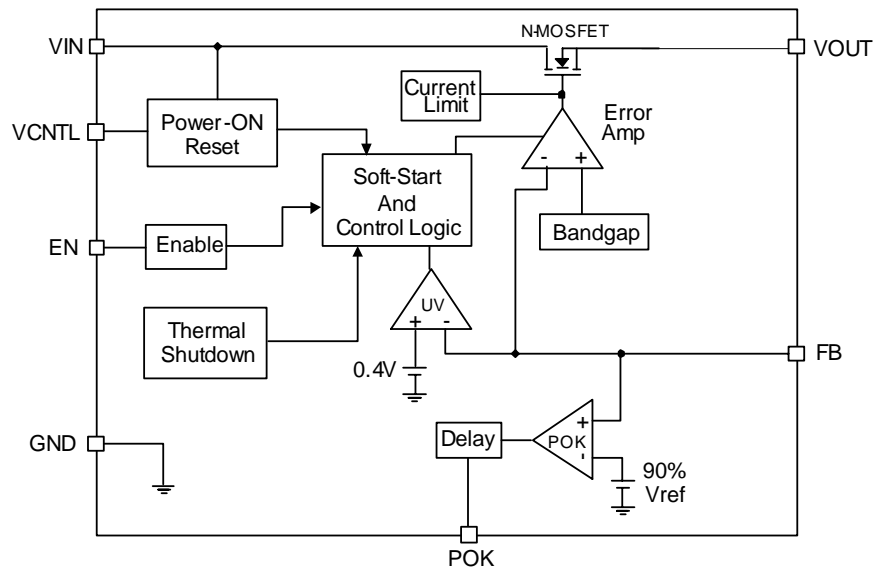 N-MOSFET
VIN
VOUT
Current
Limit
Power-ON
Reset
VCNTL
Error
Amp
-
+
Soft-Start
And
Control Logic
Bandgap
EN
Enable
UV
+
-
Thermal
Shutdown
0.4V
FB
GND
Delay
POK
+
-
90%
Vref
POK